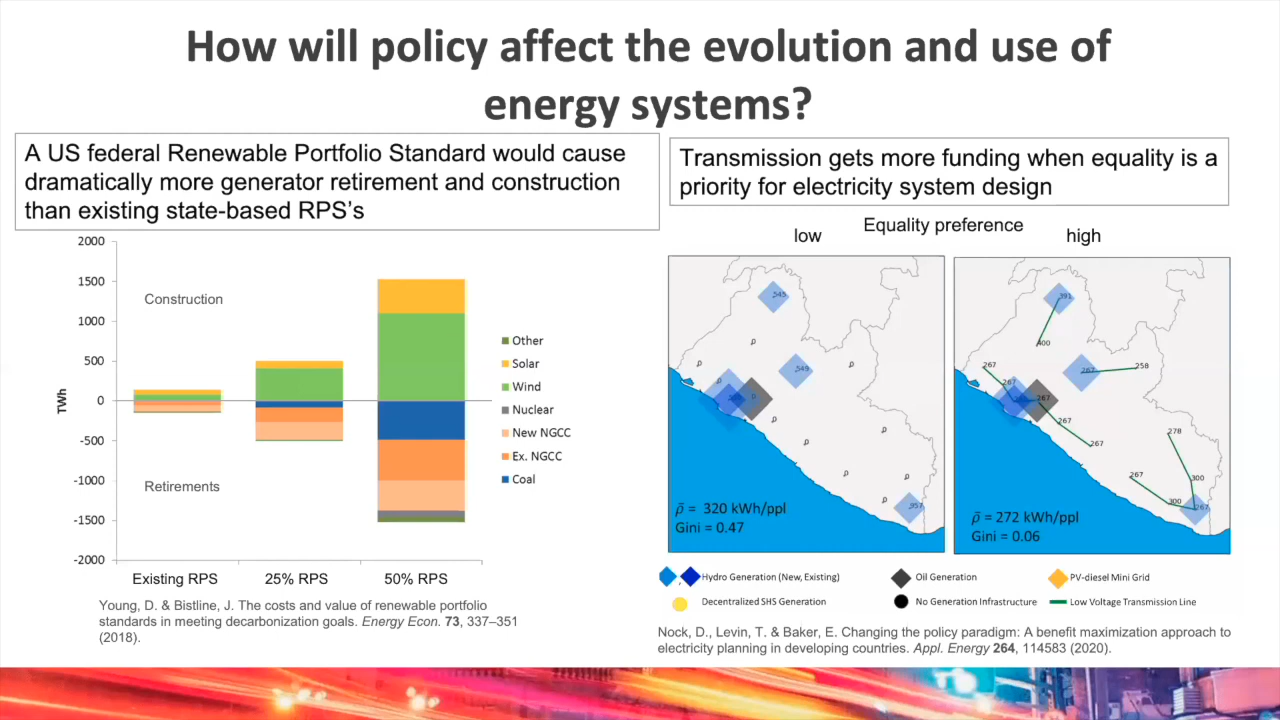 How will policy affect the evolution and use of
energy systems?
A US federal Renewable Portfolio Standard would cause
dramatically more generator retirement and construction
than existing state-based RPS's
2000
1500
1000
500
0
-500
-1000
-1500
-2000
TWh
Construction
Retirements
Existing RPS
25% RPS
50% RPS
Other
Solar
Wind
Nuclear
New NGCC
Ex. NGCC
Coal
Young, D. & Bistline, J. The costs and value of renewable portfolio
standards in meeting decarbonization goals. Energy Econ. 73, 337–351
(2018).
Transmission gets more funding when equality is a
priority for electricity system design
Equality preference
low
high
545
549
0
357
p̄ = 320 kWh/ppl
Gini = 0.47
391
400
267
267
267
258
267
267
267
278
267
300
300
267
p̄ = 272 kWh/ppl
Gini = 0.06
Hydro Generation (New, Existing)
Oil Generation
PV-diesel Mini Grid
Decentralized SHS Generation
No Generation Infrastructure
Low Voltage Transmission Line
Nock, D., Levin, T. & Baker, E. Changing the policy paradigm: A benefit maximization approach to
electricity planning in developing countries. Appl. Energy 264, 114583 (2020).